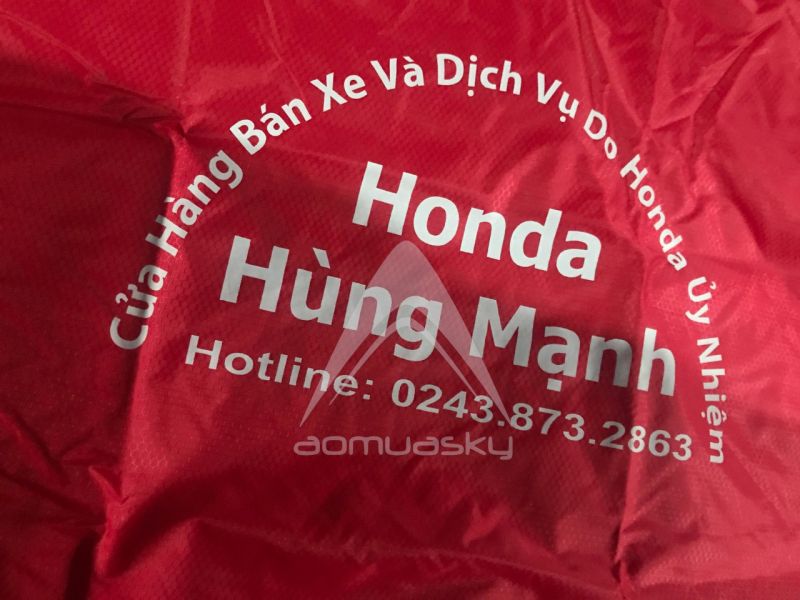 Cửa Hàng Bán Xe Và Dịch Vụ Do Honda Ủy Nhiệm
Honda
Hùng Mạnh
Hotline: 0243.873.2863
aomuasky